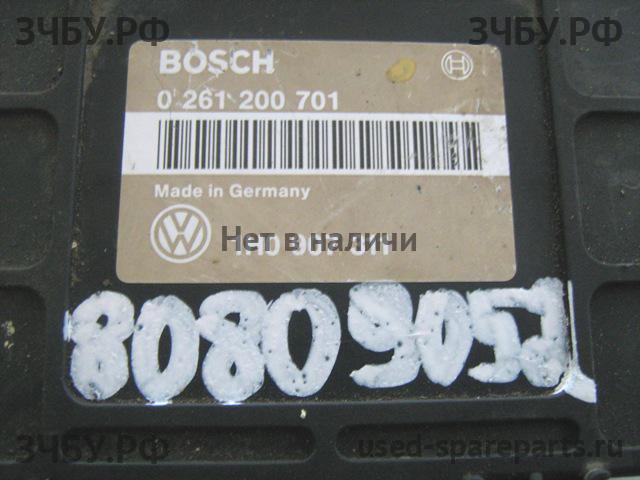 ЗЧБУ.РФ
ЗЧБУ.РФ
BOSCH
0 261 200 701
Made in Germany
Нет в наличи
80809052
ЗЧБУ.РФ
used-spareparts.ru